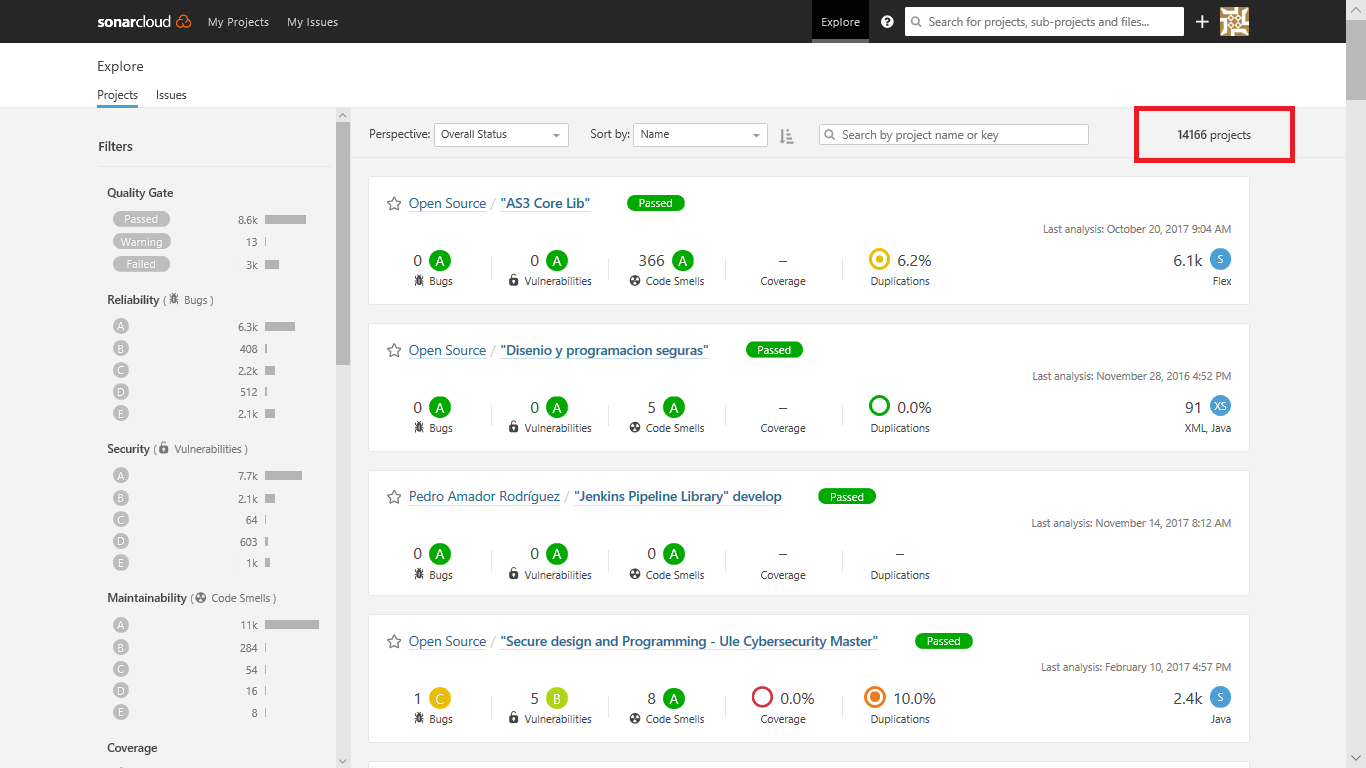 sonarcloud My Projects My Issues Explore ? Search for projects, sub-projects and files... +
Explore
Projects Issues
Filters
Quality Gate
Passed 8.6k
Warning 13
Failed 3k
Reliability ( Bugs )
A 6.3k
B 408
C 2.2k
D 512
E 2.1k
Security ( Vulnerabilities )
A 7.7k
B 2.1k
C 64
D 603
E 1k
Maintainability ( Code Smells )
A 11k
B 284
C 54
D 16
E 8
Coverage
Perspective: Overall Status Sort by: Name Search by project name or key 14166 projects
Open Source / "AS3 Core Lib" Passed
Last analysis: October 20, 2017 9:04 AM
0 A 0 A 366 A – 6.2% 6.1k S
Bugs Vulnerabilities Code Smells Coverage Duplications Flex
Open Source / "Disenio y programacion seguras" Passed
Last analysis: November 28, 2016 4:52 PM
0 A 0 A 5 A – 0.0% 91 XS
Bugs Vulnerabilities Code Smells Coverage Duplications XML, Java
Pedro Amador Rodríguez / "Jenkins Pipeline Library" develop Passed
Last analysis: November 14, 2017 8:12 AM
0 A 0 A 0 A – –
Bugs Vulnerabilities Code Smells Coverage Duplications
Open Source / "Secure design and Programming - Ule Cybersecurity Master" Passed
Last analysis: February 10, 2017 4:57 PM
1 C 5 B 8 A 0.0% 10.0% 2.4k S
Bugs Vulnerabilities Code Smells Coverage Duplications Java